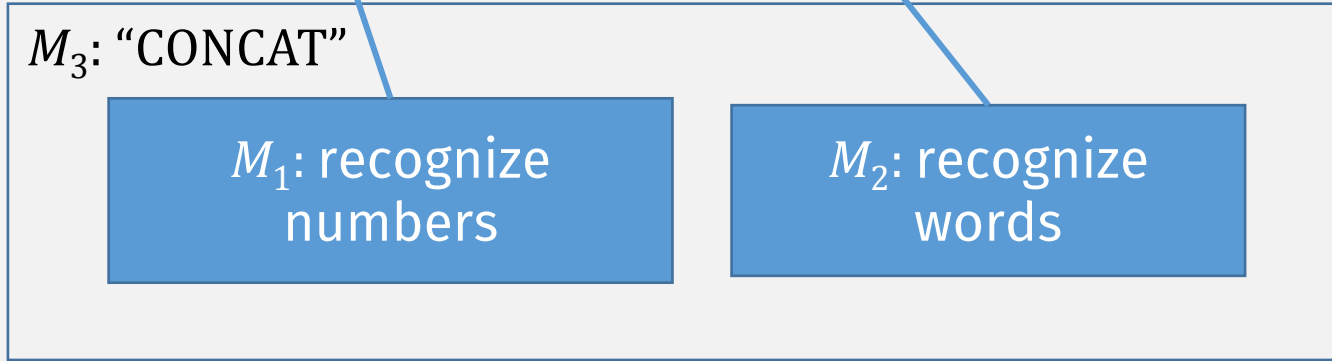 M₃: “CONCAT”
M₁: recognize
numbers
M₂: recognize
words